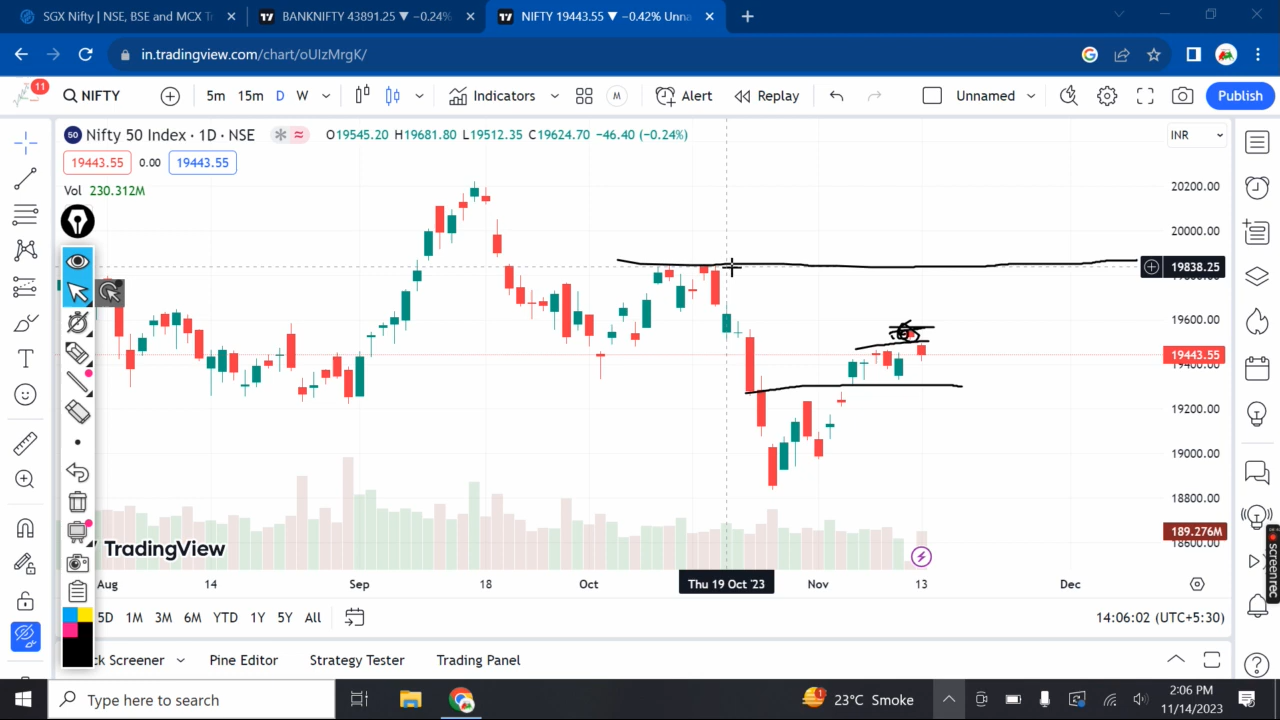 SGX Nifty | NSE, BSE and MCX T
BANKNIFTY 43891.25 ▼ −0.24%
NIFTY 19443.55 ▼ −0.42% Unna
in.tradingview.com/chart/oUIzMrgK/
11
NIFTY
5m 15m D W
Indicators
M
Alert
Replay
Unnamed
Publish
50 Nifty 50 Index · 1D · NSE
O19545.20 H19681.80 L19512.35 C19624.70 −46.40 (−0.24%)
INR
19443.55 0.00 19443.55
Vol 230.312M
20200.00
20000.00
19838.25
19600.00
19443.55
19400.00
19200.00
19000.00
18800.00
189.276M
18600.00
TradingView
Aug 14 Sep 18 Oct Thu 19 Oct '23 Nov 13 Dec
5D 1M 3M 6M YTD 1Y 5Y All
14:06:02 (UTC+5:30)
ck Screener
Pine Editor
Strategy Tester
Trading Panel
screenrec
Type here to search
1
23°C Smoke
2:06 PM
11/14/2023